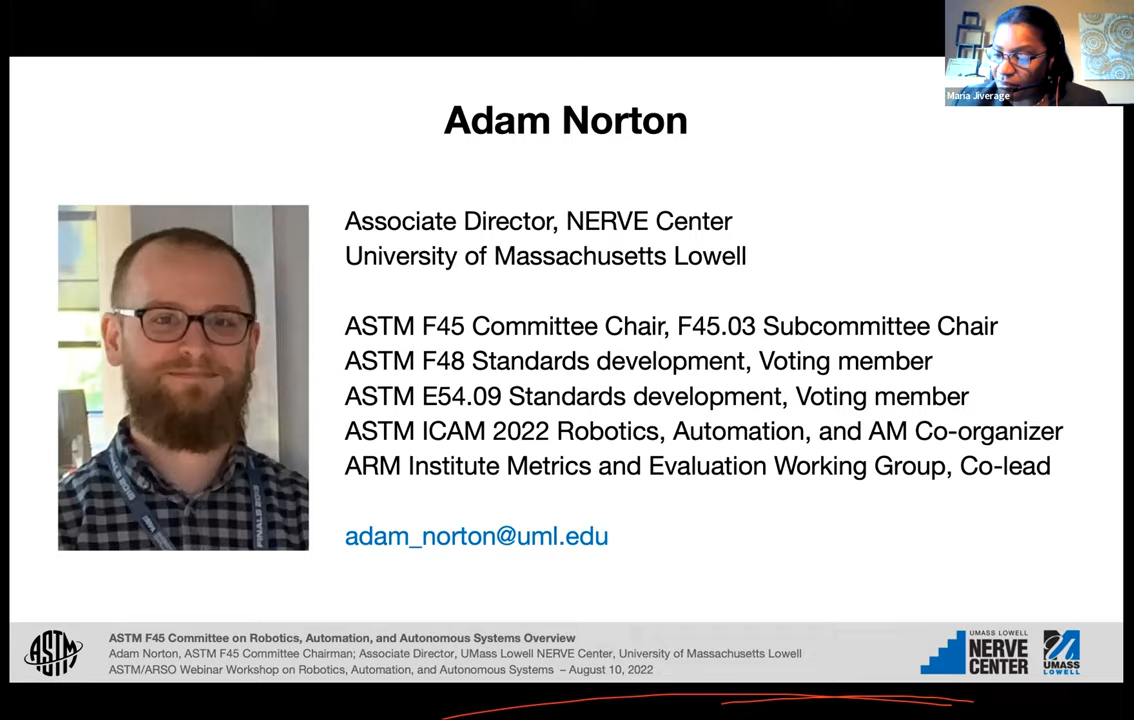 Maria Jiverage
Adam Norton
Associate Director, NERVE Center
University of Massachusetts Lowell
ASTM F45 Committee Chair, F45.03 Subcommittee Chair
ASTM F48 Standards development, Voting member
ASTM E54.09 Standards development, Voting member
ASTM ICAM 2022 Robotics, Automation, and AM Co-organizer
ARM Institute Metrics and Evaluation Working Group, Co-lead
adam_norton@uml.edu
FINALS
ASTM
ASTM F45 Committee on Robotics, Automation, and Autonomous Systems Overview
Adam Norton, ASTM F45 Committee Chairman; Associate Director, UMass Lowell NERVE Center, University of Massachusetts Lowell
ASTM/ARSO Webinar Workshop on Robotics, Automation, and Autonomous Systems – August 10, 2022
UMASS LOWELL
NERVE
CENTER
UMASS
LOWELL